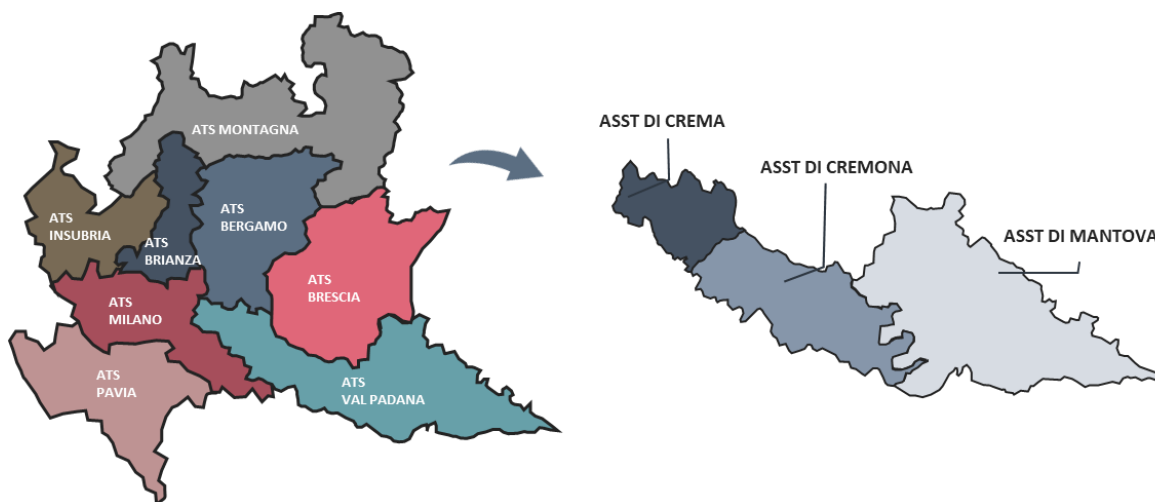 ATS MONTAGNA
ATS
INSUBRIA
ATS
BRIANZA
ATS
BERGAMO
ATS
BRESCIA
ATS
MILANO
ATS
PAVIA
ATS
VAL PADANA
ASST DI CREMA
ASST DI CREMONA
ASST DI MANTOVA